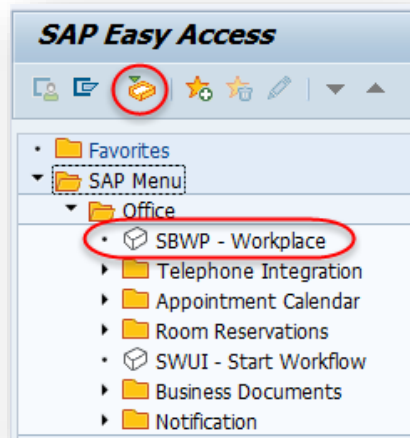 SAP Easy Access
Favorites
SAP Menu
Office
SBWP - Workplace
Telephone Integration
Appointment Calendar
Room Reservations
SWUI - Start Workflow
Business Documents
Notification